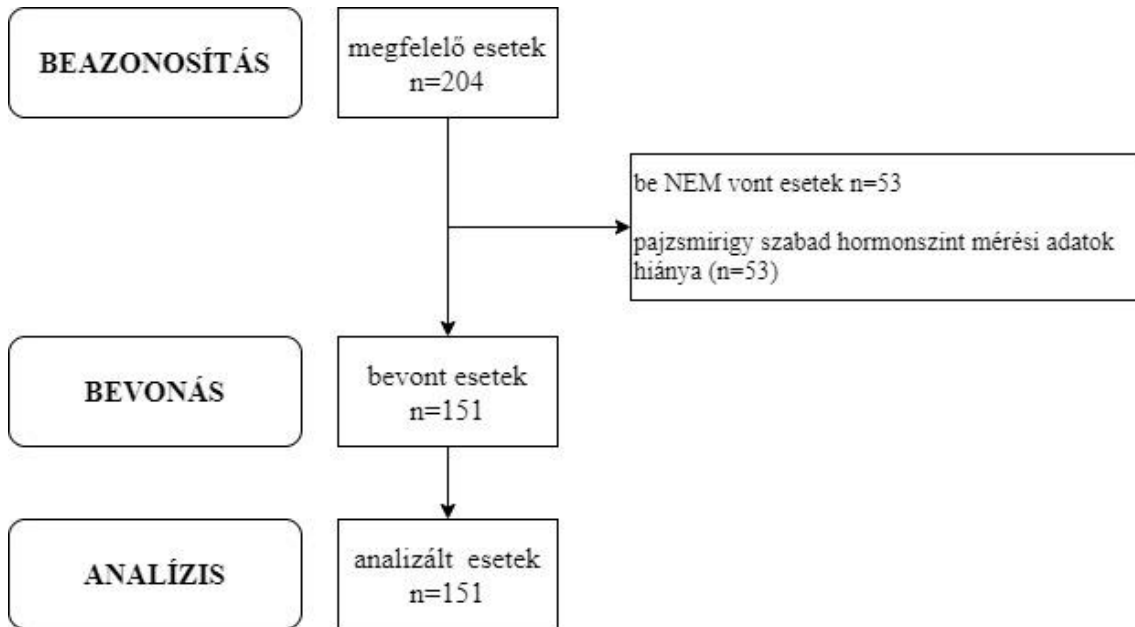 BEAZONOSÍTÁS
megfelelő esetek
n=204
be NEM vont esetek n=53
pajzsmirigy szabad hormonszint mérési adatok
hiánya (n=53)
BEVONÁS
bevont esetek
n=151
ANALÍZIS
analizált esetek
n=151